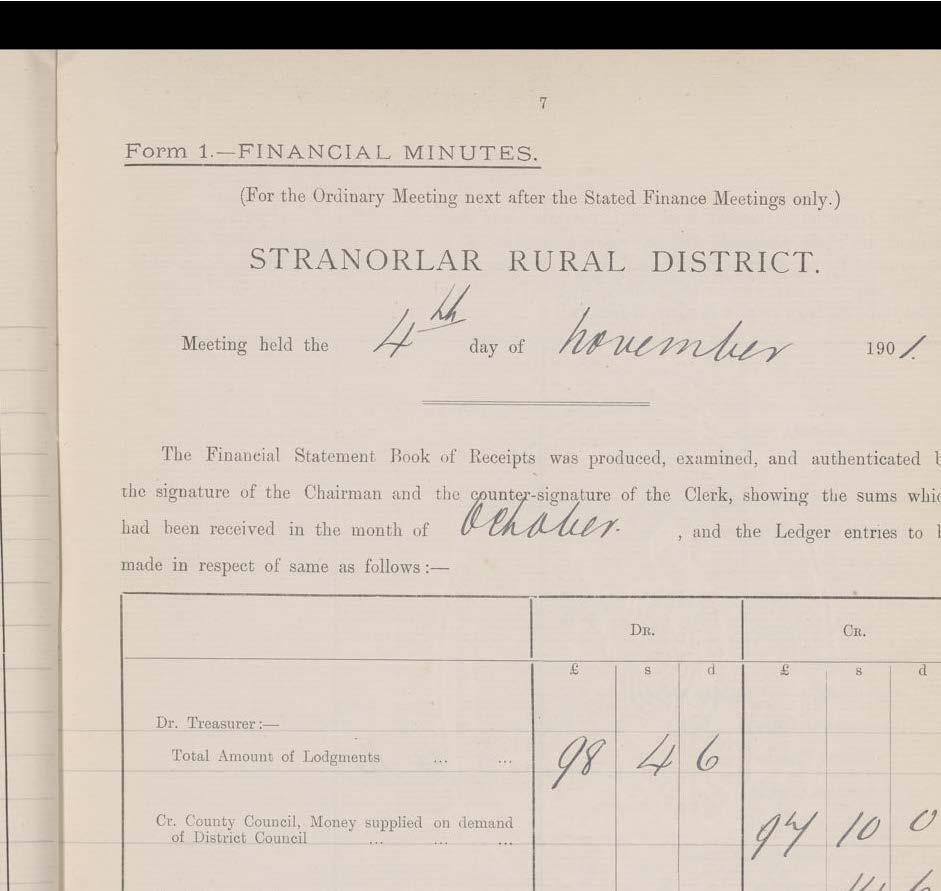 7
Form 1.—FINANCIAL MINUTES.
(For the Ordinary Meeting next after the Stated Finance Meetings only.)
STRANORLAR RURAL DISTRICT.
Meeting held the 4th day of November 1901.
The Financial Statement Book of Receipts was produced, examined, and authenticated b
the signature of the Chairman and the counter-signature of the Clerk, showing the sums whic
had been received in the month of October. , and the Ledger entries to b
made in respect of same as follows :—
DR. CR.
£ s d £ s d
Dr. Treasurer :—
Total Amount of Lodgments ... ... 98 4 6
Cr. County Council, Money supplied on demand
of District Council ... ... ... 97 10 0